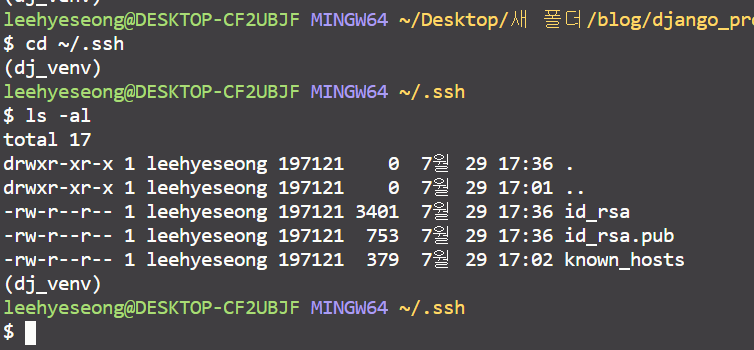 leehyeseong@DESKTOP-CF2UBJF MINGW64 ~/Desktop/새 폴더/blog/django_pro
$ cd ~/.ssh
(dj_venv)
leehyeseong@DESKTOP-CF2UBJF MINGW64 ~/.ssh
$ ls -al
total 17
drwxr-xr-x 1 leehyeseong 197121    0  7월 29 17:36 .
drwxr-xr-x 1 leehyeseong 197121    0  7월 29 17:01 ..
-rw-r--r-- 1 leehyeseong 197121 3401  7월 29 17:36 id_rsa
-rw-r--r-- 1 leehyeseong 197121  753  7월 29 17:36 id_rsa.pub
-rw-r--r-- 1 leehyeseong 197121  379  7월 29 17:02 known_hosts
(dj_venv)
leehyeseong@DESKTOP-CF2UBJF MINGW64 ~/.ssh
$